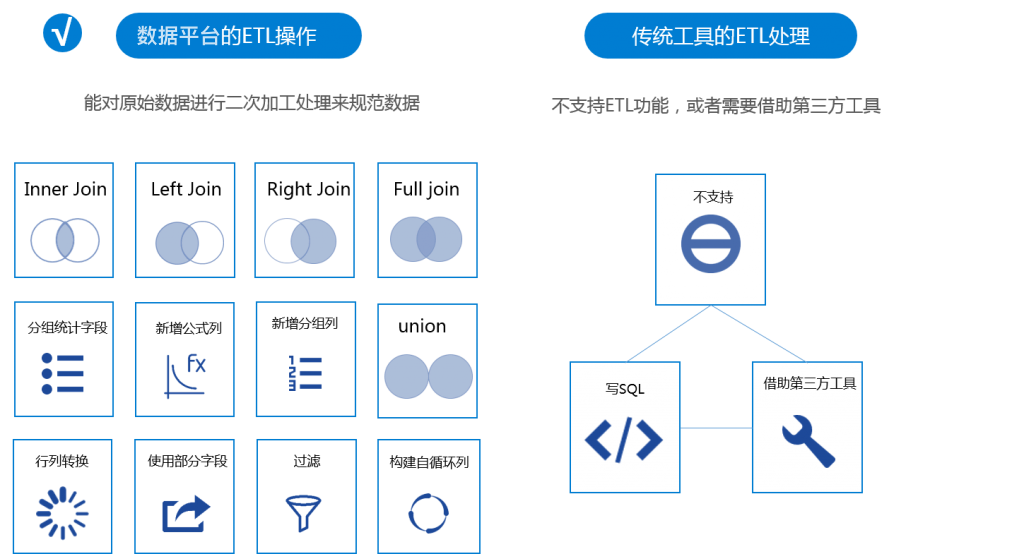 √
数据平台的ETL操作
能对原始数据进行二次加工处理来规范数据
Inner Join
Left Join
Right Join
Full join
分组统计字段
新增公式列
fx
新增分组列
1
2
3
union
行列转换
使用部分字段
过滤
构建自循环列
传统工具的ETL处理
不支持ETL功能，或者需要借助第三方工具
不支持
写SQL
</>
借助第三方工具